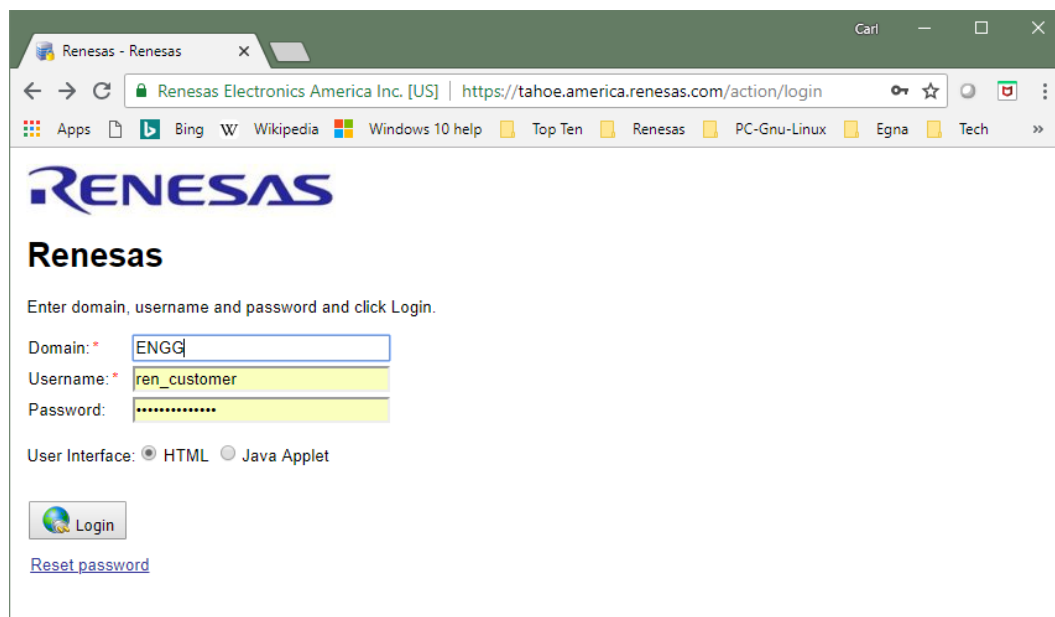 Carl
Renesas - Renesas
Renesas Electronics America Inc. [US] | https://tahoe.america.renesas.com/action/login
Apps Bing W Wikipedia Windows 10 help Top Ten Renesas PC-Gnu-Linux Egna Tech »
RENESAS
Renesas
Enter domain, username and password and click Login.
Domain:* ENGG
Username:* ren_customer
Password: ••••••••••••••
User Interface: HTML Java Applet
Login
Reset password